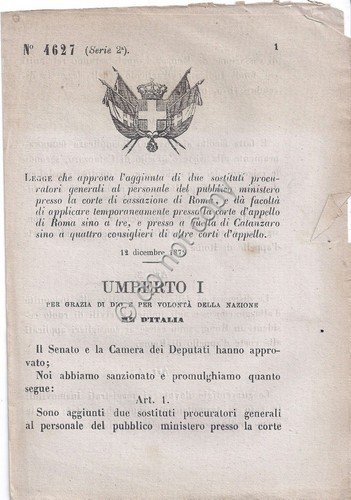 N° 4627 (Serie 2ª). 1
LEGGE che approva l'aggiunta di due sostituti procu-
ratori generali al personale del pubblico ministero
presso la corte di cassazione di Roma, e dà facoltà
di applicare temporaneamente presso la corte d'appello
di Roma sino a tre, e presso a quella di Catanzaro
sino a quattro consiglieri di altre corti d'appello.
12 dicembre
UMBERTO I
PER GRAZIA DI DIO E PER VOLONTÀ DELLA NAZIONE
RE D'ITALIA
Il Senato e la Camera dei Deputati hanno appro-
vato;
Noi abbiamo sanzionato e promulghiamo quanto
segue:
Art. 1.
Sono aggiunti due sostituti procuratori generali
al personale del pubblico ministero presso la corte